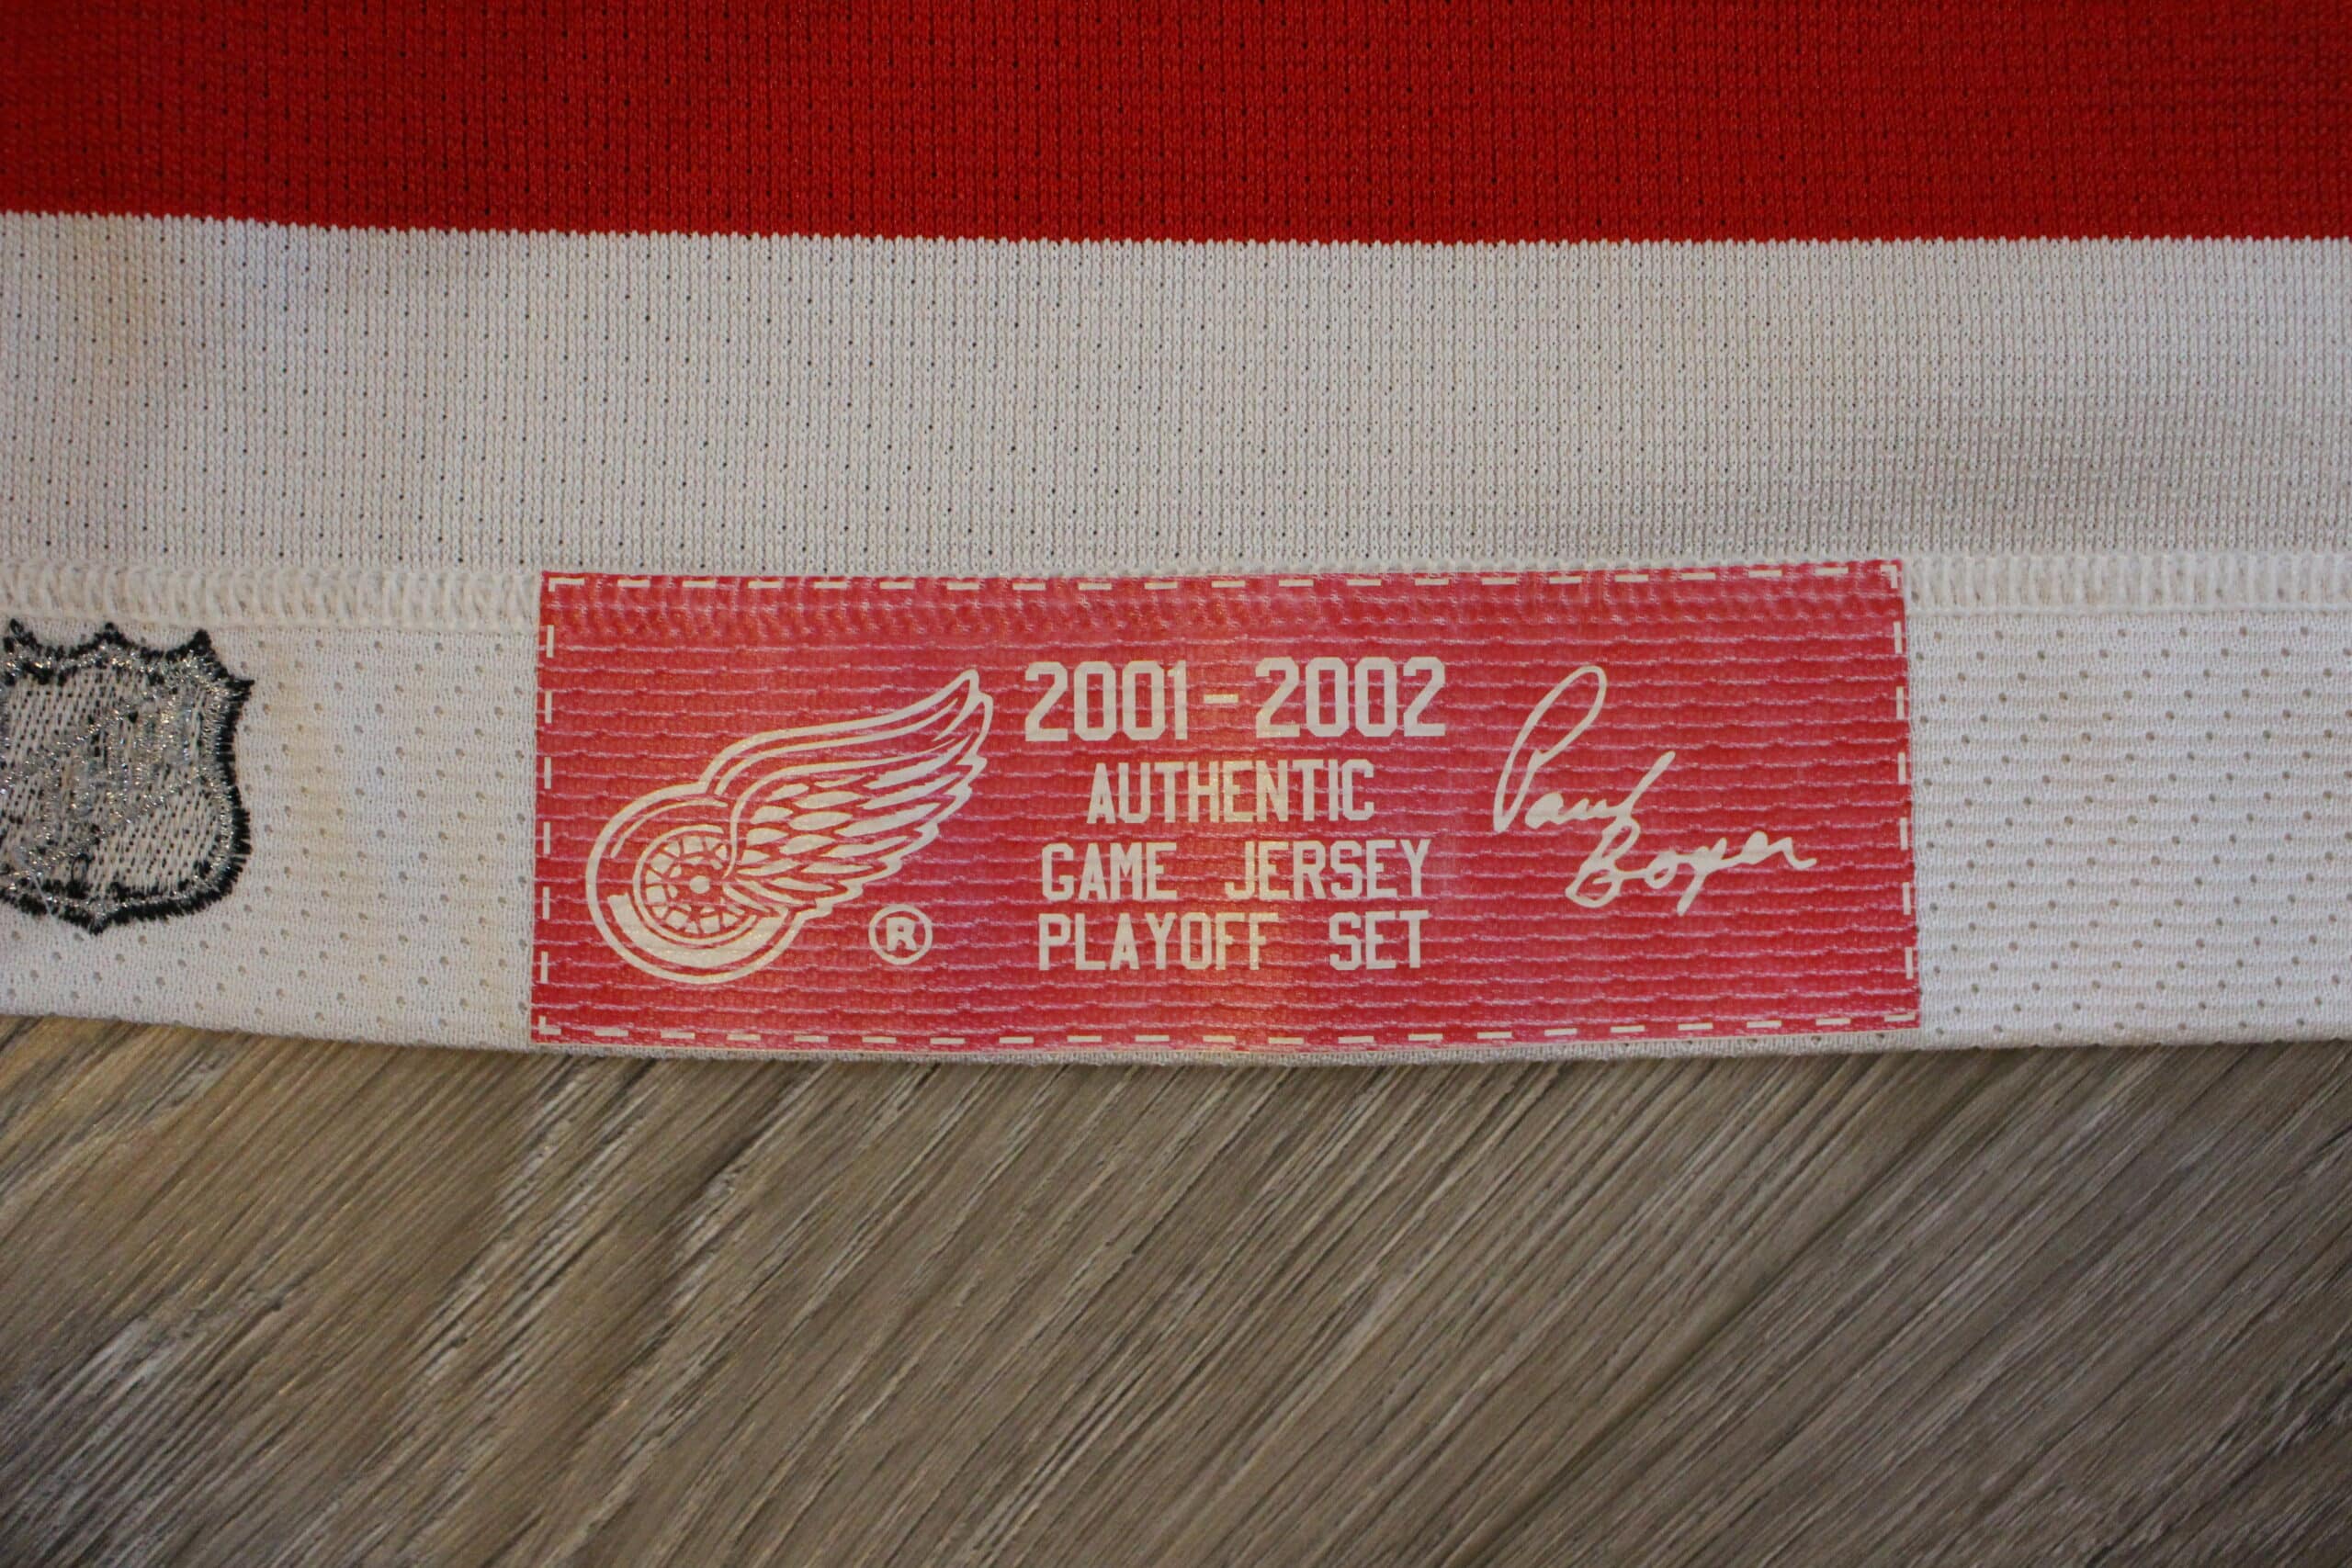 2001-2002
AUTHENTIC
GAME JERSEY
PLAYOFF SET
Paul
Boyer
®